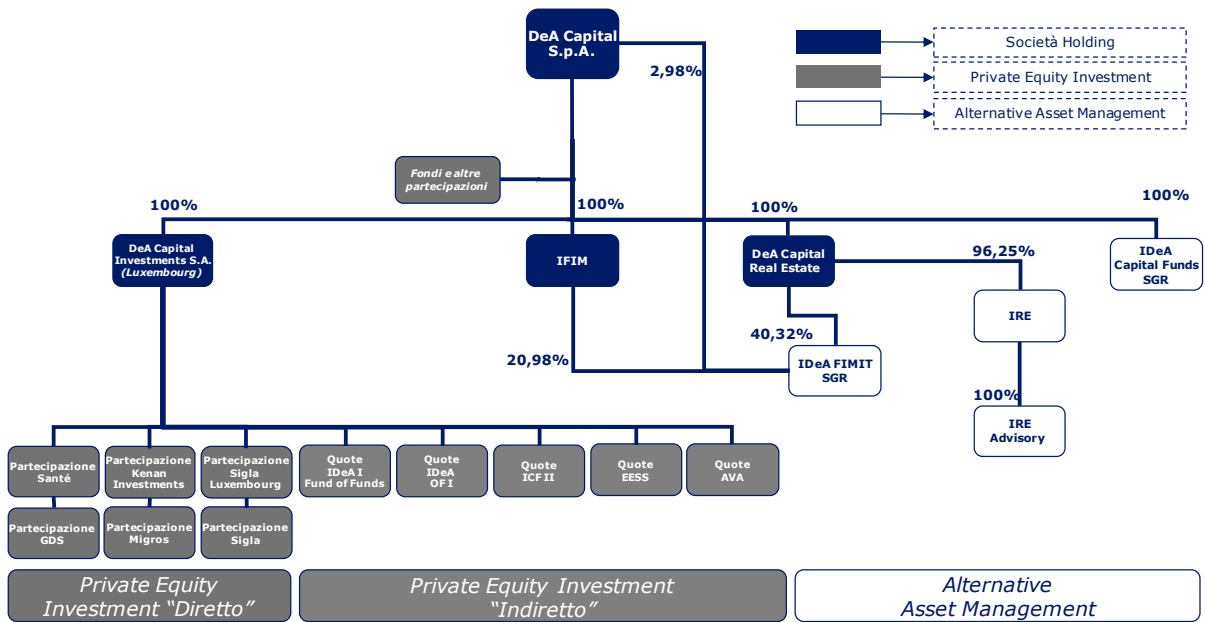 DeA Capital
S.p.A.
2,98%
Società Holding
Private Equity Investment
Alternative Asset Management
Fondi e altre
partecipazioni
100%
100%
100%
100%
DeA Capital
Investments S.A.
(Luxembourg)
IFIM
DeA Capital
Real Estate
96,25%
IDeA
Capital Funds
SGR
IRE
20,98%
40,32%
IDeA FIMIT
SGR
100%
IRE
Advisory
Partecipazione
Santé
Partecipazione
Kenan
Investments
Partecipazione
Sigla
Luxembourg
Quote
IDeA I
Fund of Funds
Quote
IDeA
OF I
Quote
ICF II
Quote
EESS
Quote
AVA
Partecipazione
GDS
Partecipazione
Migros
Partecipazione
Sigla
Private Equity
Investment “Diretto”
Private Equity Investment
“Indiretto”
Alternative
Asset Management